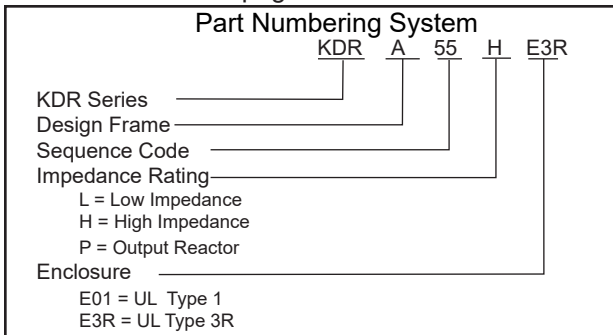 Part Numbering System
KDR A 55 H E3R
KDR Series
Design Frame
Sequence Code
Impedance Rating
L = Low Impedance
H = High Impedance
P = Output Reactor
Enclosure
E01 = UL Type 1
E3R = UL Type 3R